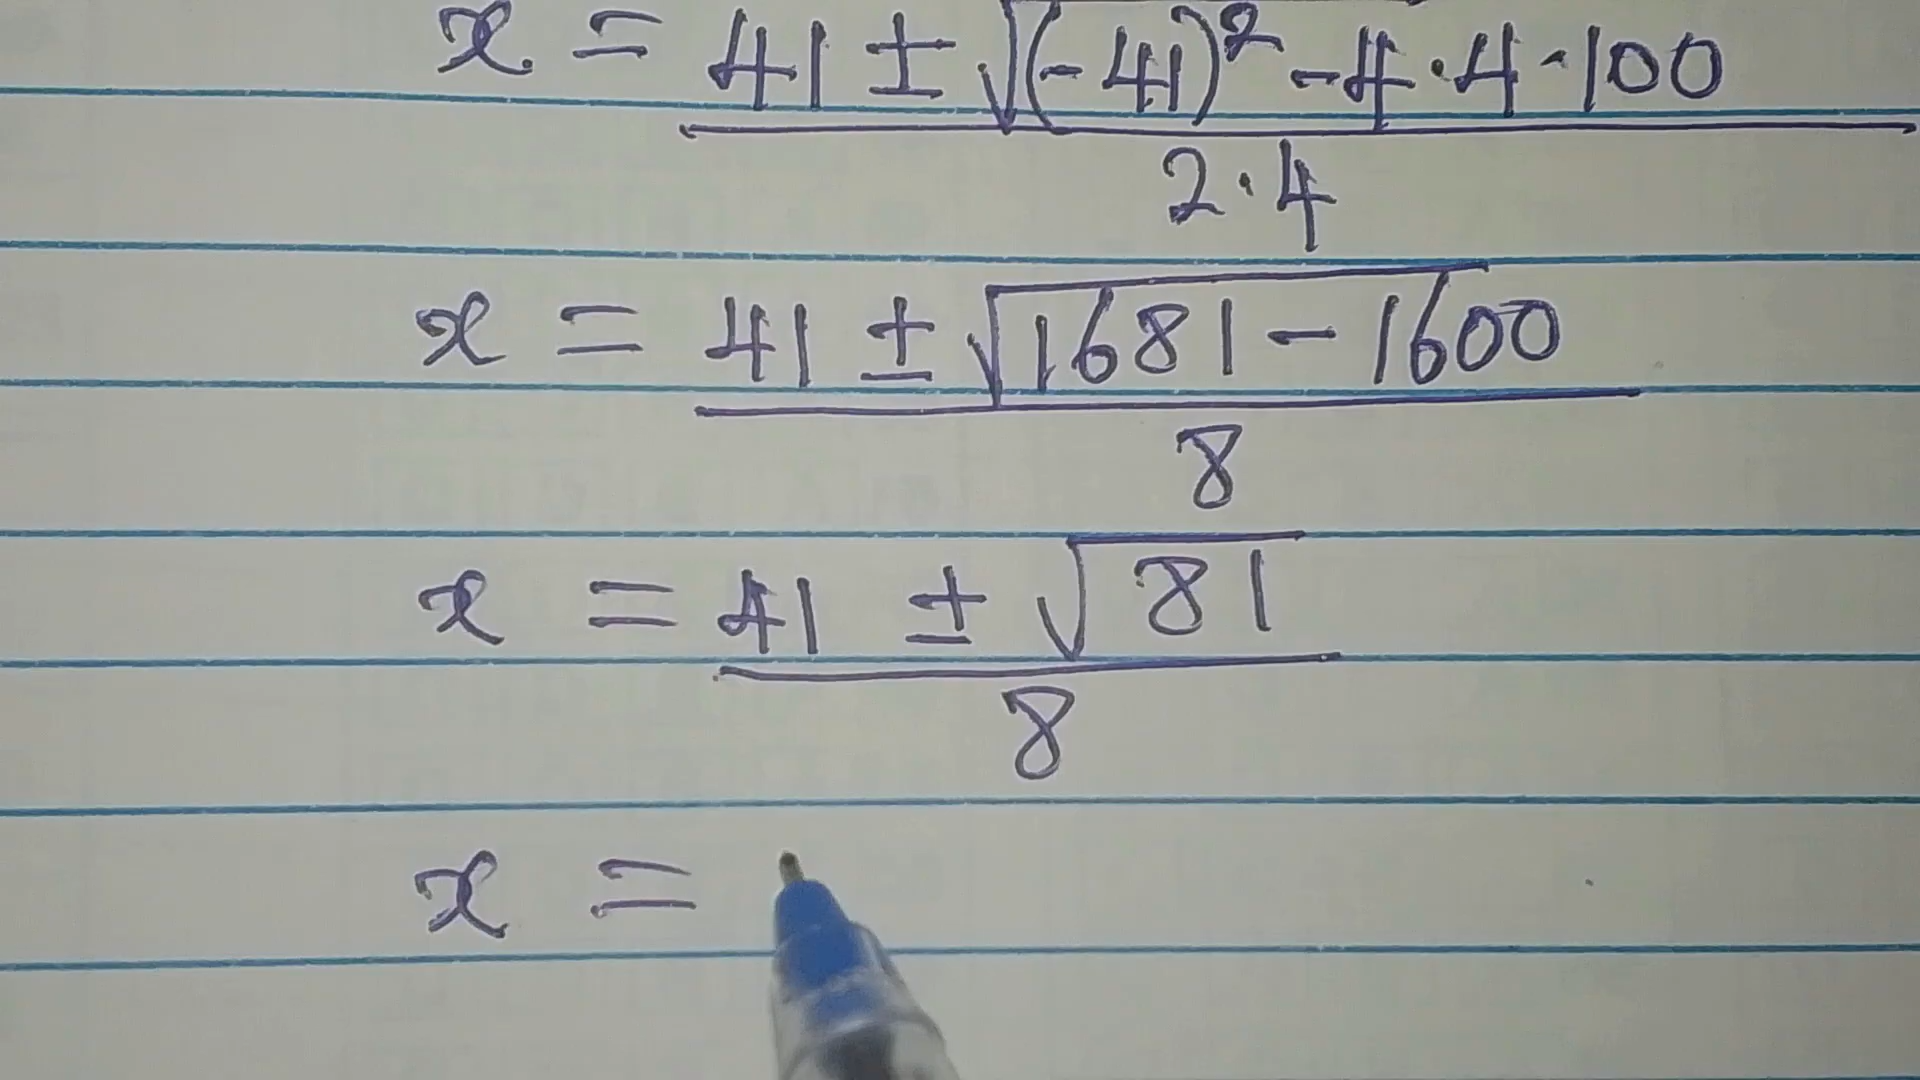 x = (41 ± √((-41)² - 4·4·100)) / (2·4)
x = (41 ± √(1681 - 1600)) / 8
x = (41 ± √81) / 8
x =